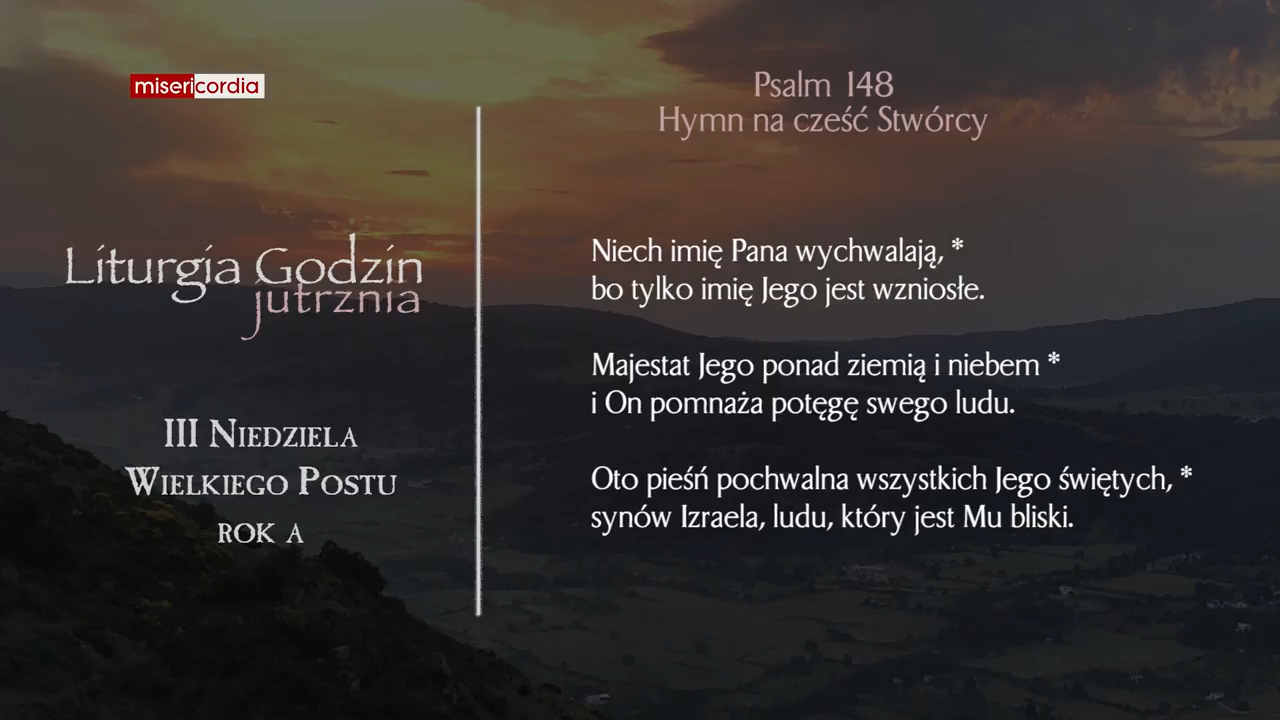 misericordia
Liturgia Godzin
jutrznia
III Niedziela
Wielkiego Postu
rok A
Psalm 148
Hymn na cześć Stwórcy
Niech imię Pana wychwalają, *
bo tylko imię Jego jest wzniosłe.
Majestat Jego ponad ziemią i niebem *
i On pomnaża potęgę swego ludu.
Oto pieśń pochwalna wszystkich Jego świętych, *
synów Izraela, ludu, który jest Mu bliski.